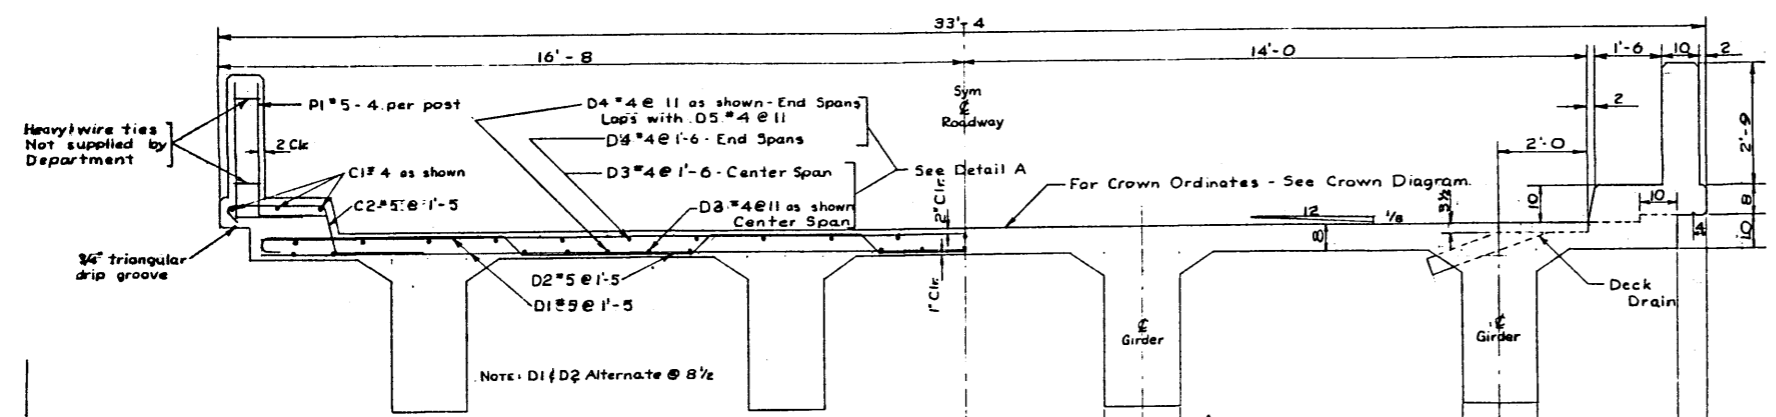 33'-4
16'-8
14'-0
1'-6
10
2
P1 #5 - 4 per post
D4 #4 @ 11 as shown - End Spans
Laps with D5 #4 @ 11
Sym
℄
Roadway
2
Heavy wire ties
Not supplied by
Department
2 Clr
D4 #4 @ 1'-6 - End Spans
2'-0
2'-9
C1 #4 as shown
D3 #4 @ 1'-6 - Center Span
See Detail A
For Crown Ordinates - See Crown Diagram.
C2 #5 @ 1'-5
D3 #4 @ 11 as shown
Center Span
2" Clr.
12
1/8
3 1/2
10
10
8
8
4
10
3/4" triangular
drip groove
D2 #5 @ 1'-5
D1 #5 @ 1'-5
1" Clr.
Deck
Drain
℄
Girder
℄
Girder
NOTE: D1 & D2 Alternate @ 8 1/2